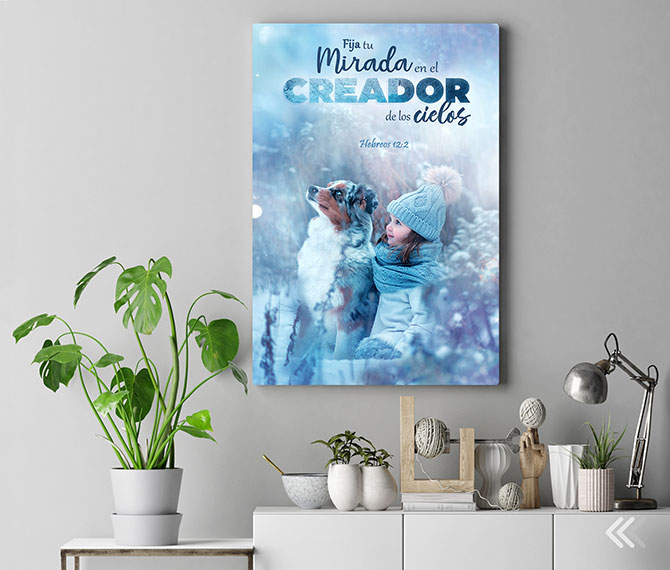 Fija tu
Mirada en el
CREADOR
de los cielos
Hebreos 12:2